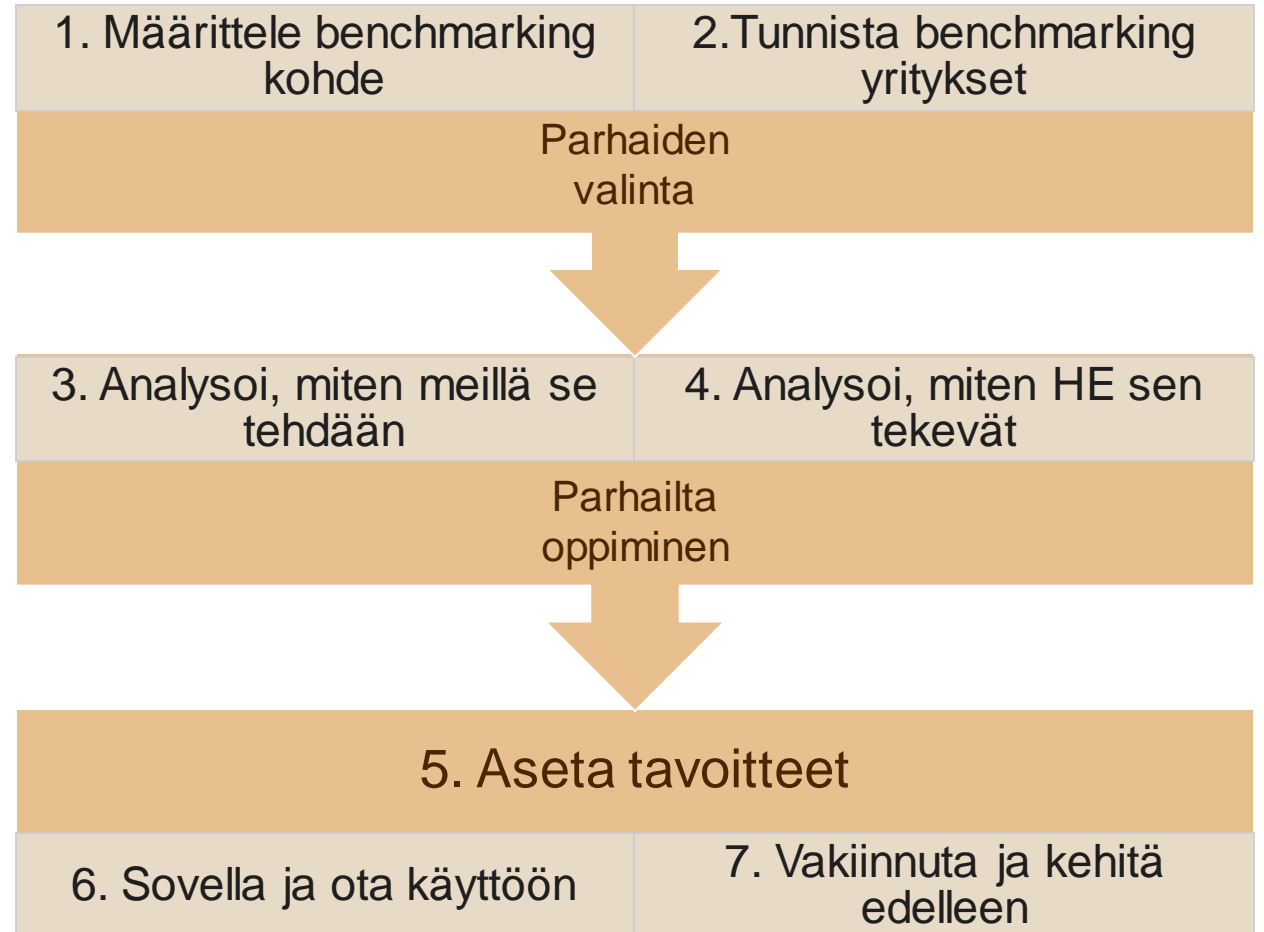 1. Määrittele benchmarking
kohde
2.Tunnista benchmarking
yritykset
Parhaiden
valinta
3. Analysoi, miten meillä se
tehdään
4. Analysoi, miten HE sen
tekevät
Parhailta
oppiminen
5. Aseta tavoitteet
6. Sovella ja ota käyttöön
7. Vakiinnuta ja kehitä
edelleen